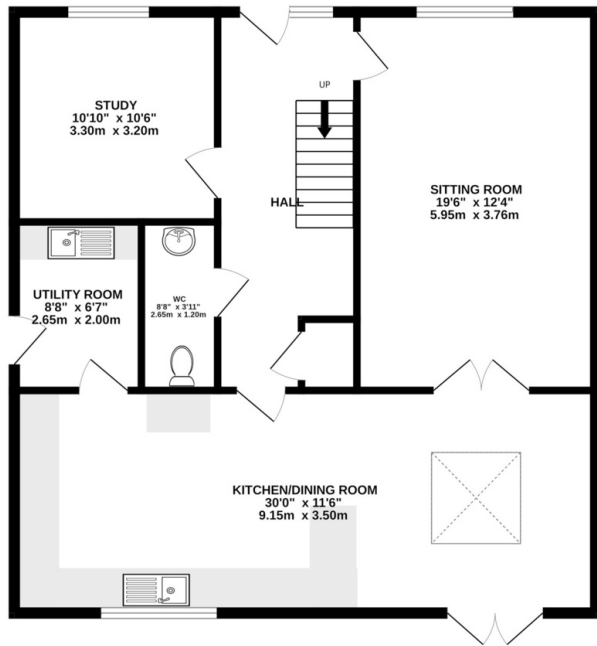 STUDY
10'10" x 10'6"
3.30m x 3.20m
UP
HALL
SITTING ROOM
19'6" x 12'4"
5.95m x 3.76m
UTILITY ROOM
8'8" x 6'7"
2.65m x 2.00m
WC
8'8" x 3'11"
2.65m x 1.20m
KITCHEN/DINING ROOM
30'0" x 11'6"
9.15m x 3.50m